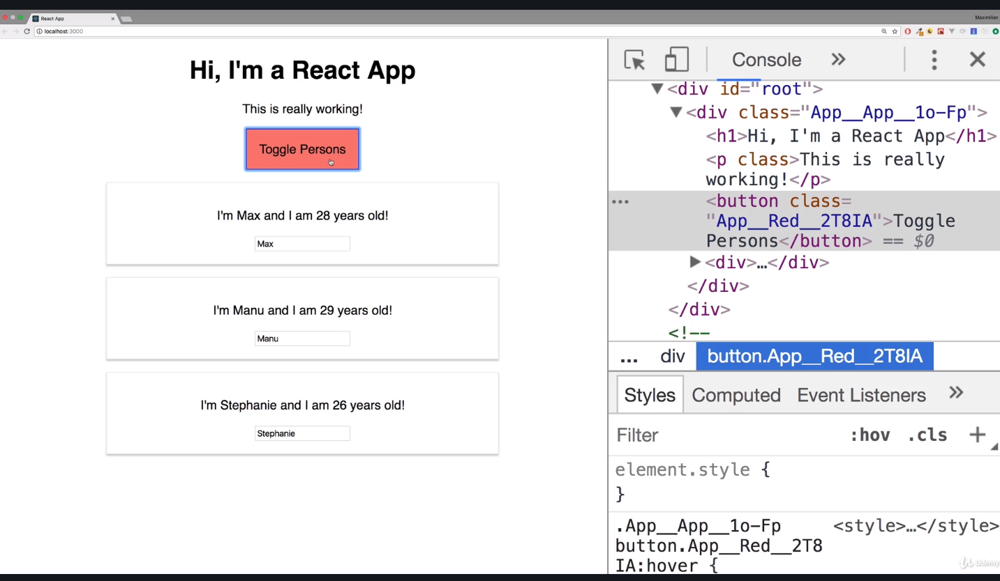 React App
Maximilian
localhost:3000
Hi, I'm a React App
This is really working!
Toggle Persons
I'm Max and I am 28 years old!
Max
I'm Manu and I am 29 years old!
Manu
I'm Stephanie and I am 26 years old!
Stephanie
Console »
<div id="root">
<div class="App__App__1o-Fp">
<h1>Hi, I'm a React App</h1>
<p class>This is really
working!</p>
<button class=
"App__Red__2T8IA">Toggle
Persons</button> == $0
<div>…</div>
</div>
</div>
<!--
... div button.App__Red__2T8IA
Styles Computed Event Listeners »
Filter :hov .cls +
element.style {
}
.App__App__1o-Fp <style>…</style>
button.App__Red__2T8
IA:hover {
Udemy